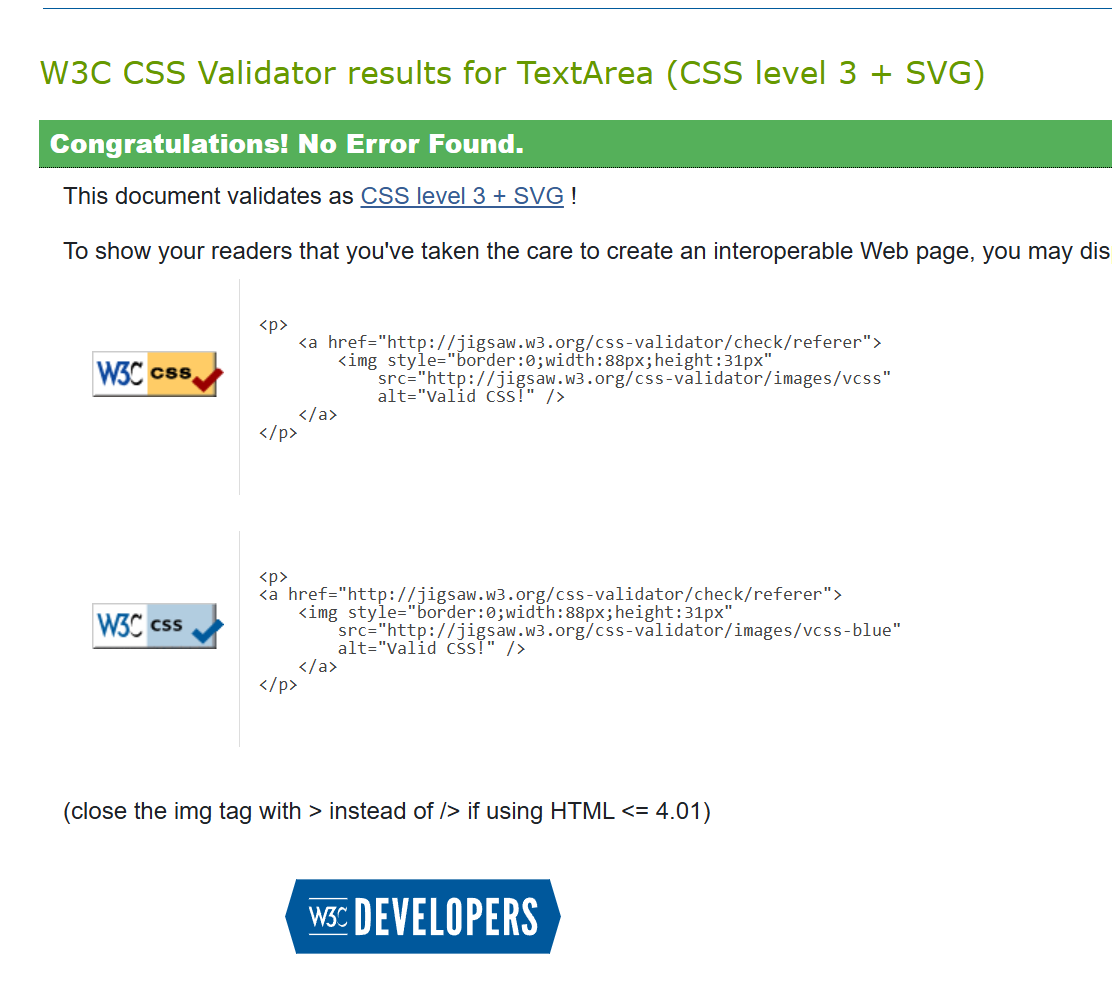 W3C CSS Validator results for TextArea (CSS level 3 + SVG)
Congratulations! No Error Found.
This document validates as CSS level 3 + SVG !
To show your readers that you've taken the care to create an interoperable Web page, you may dis
W3C css
<p>
    <a href="http://jigsaw.w3.org/css-validator/check/referer">
        <img style="border:0;width:88px;height:31px"
            src="http://jigsaw.w3.org/css-validator/images/vcss"
            alt="Valid CSS!" />
    </a>
</p>
W3C css
<p>
<a href="http://jigsaw.w3.org/css-validator/check/referer">
    <img style="border:0;width:88px;height:31px"
        src="http://jigsaw.w3.org/css-validator/images/vcss-blue"
        alt="Valid CSS!" />
    </a>
</p>
(close the img tag with > instead of /> if using HTML <= 4.01)
W3C DEVELOPERS